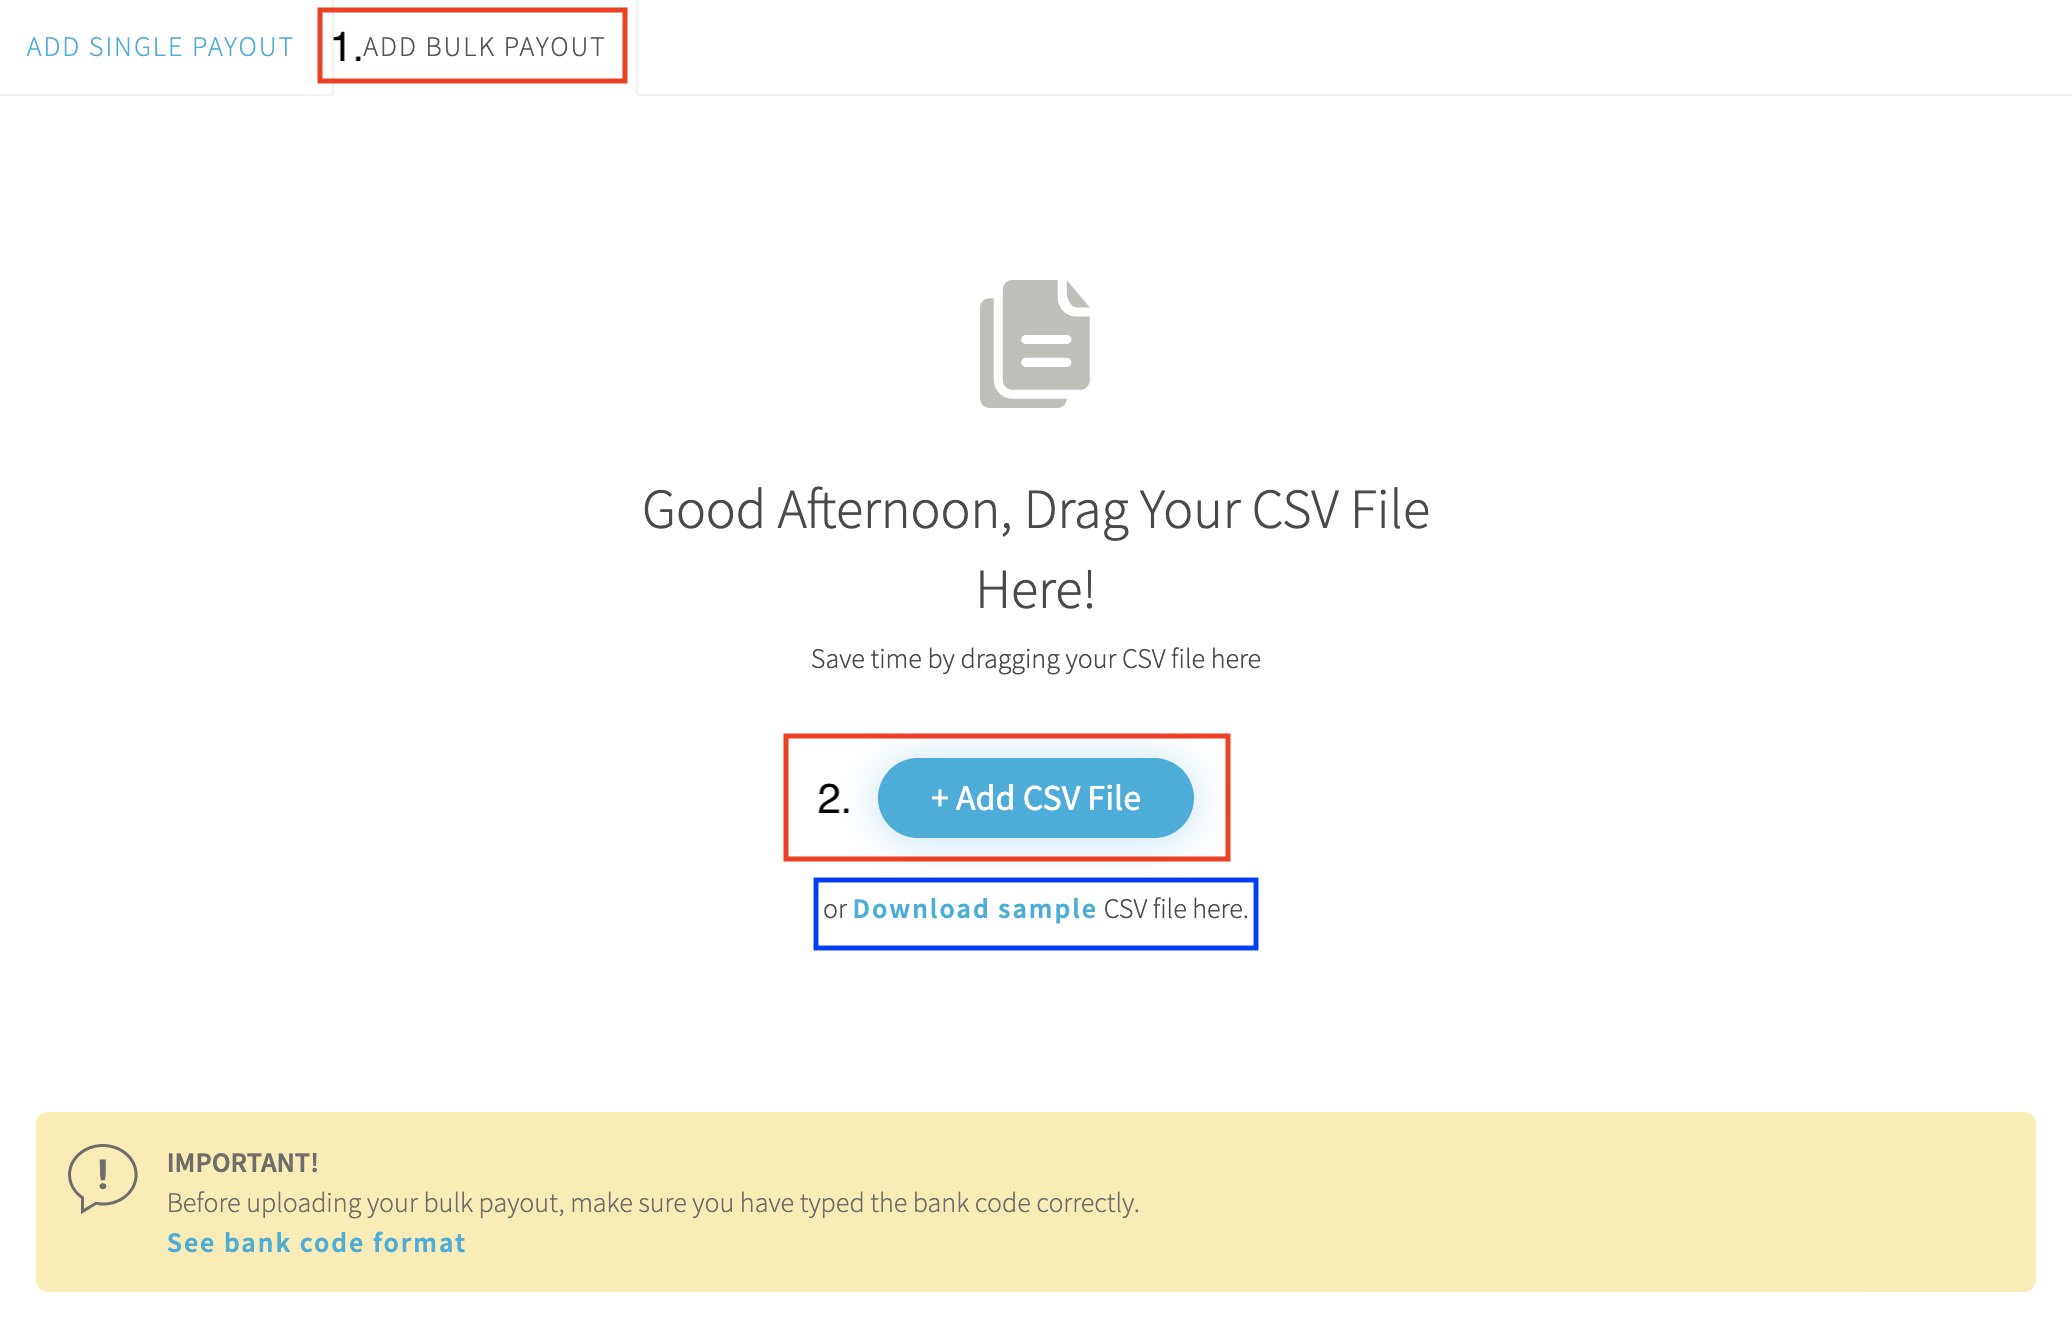 ADD SINGLE PAYOUT
1.ADD BULK PAYOUT
Good Afternoon, Drag Your CSV File
Here!
Save time by dragging your CSV file here
2. + Add CSV File
or Download sample CSV file here.
! IMPORTANT!
Before uploading your bulk payout, make sure you have typed the bank code correctly.
See bank code format